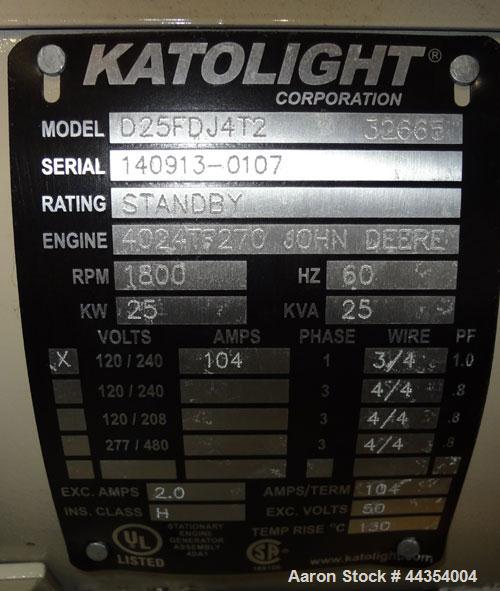 KATOLIGHT®
CORPORATION
MODEL D25FDJ4T2 32665
SERIAL 140913-0107
RATING STANDBY
ENGINE 4024TF270 JOHN DEERE
RPM 1800 HZ 60
KW 25 KVA 25
VOLTS AMPS PHASE WIRE PF
X 120 / 240 104 1 3/4 1.0
120 / 240 3 4/4 .8
120 / 208 3 4/4 .8
277 / 480 3 4/4 .8
EXC. AMPS 2.0 AMPS/TERM 104
INS. CLASS H EXC. VOLTS 50
TEMP RISE °C 130
UL
LISTED
STATIONARY
ENGINE
GENERATOR
ASSEMBLY
4DA1
SA
www.katolight.com
Aaron Stock # 44354004